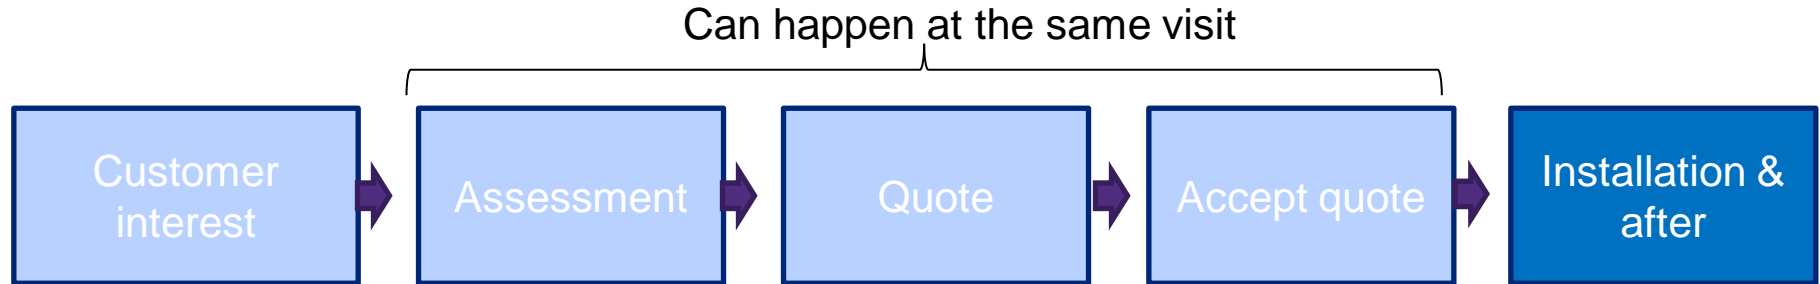 Can happen at the same visit
Customer
interest
Assessment
Quote
Accept quote
Installation &
after